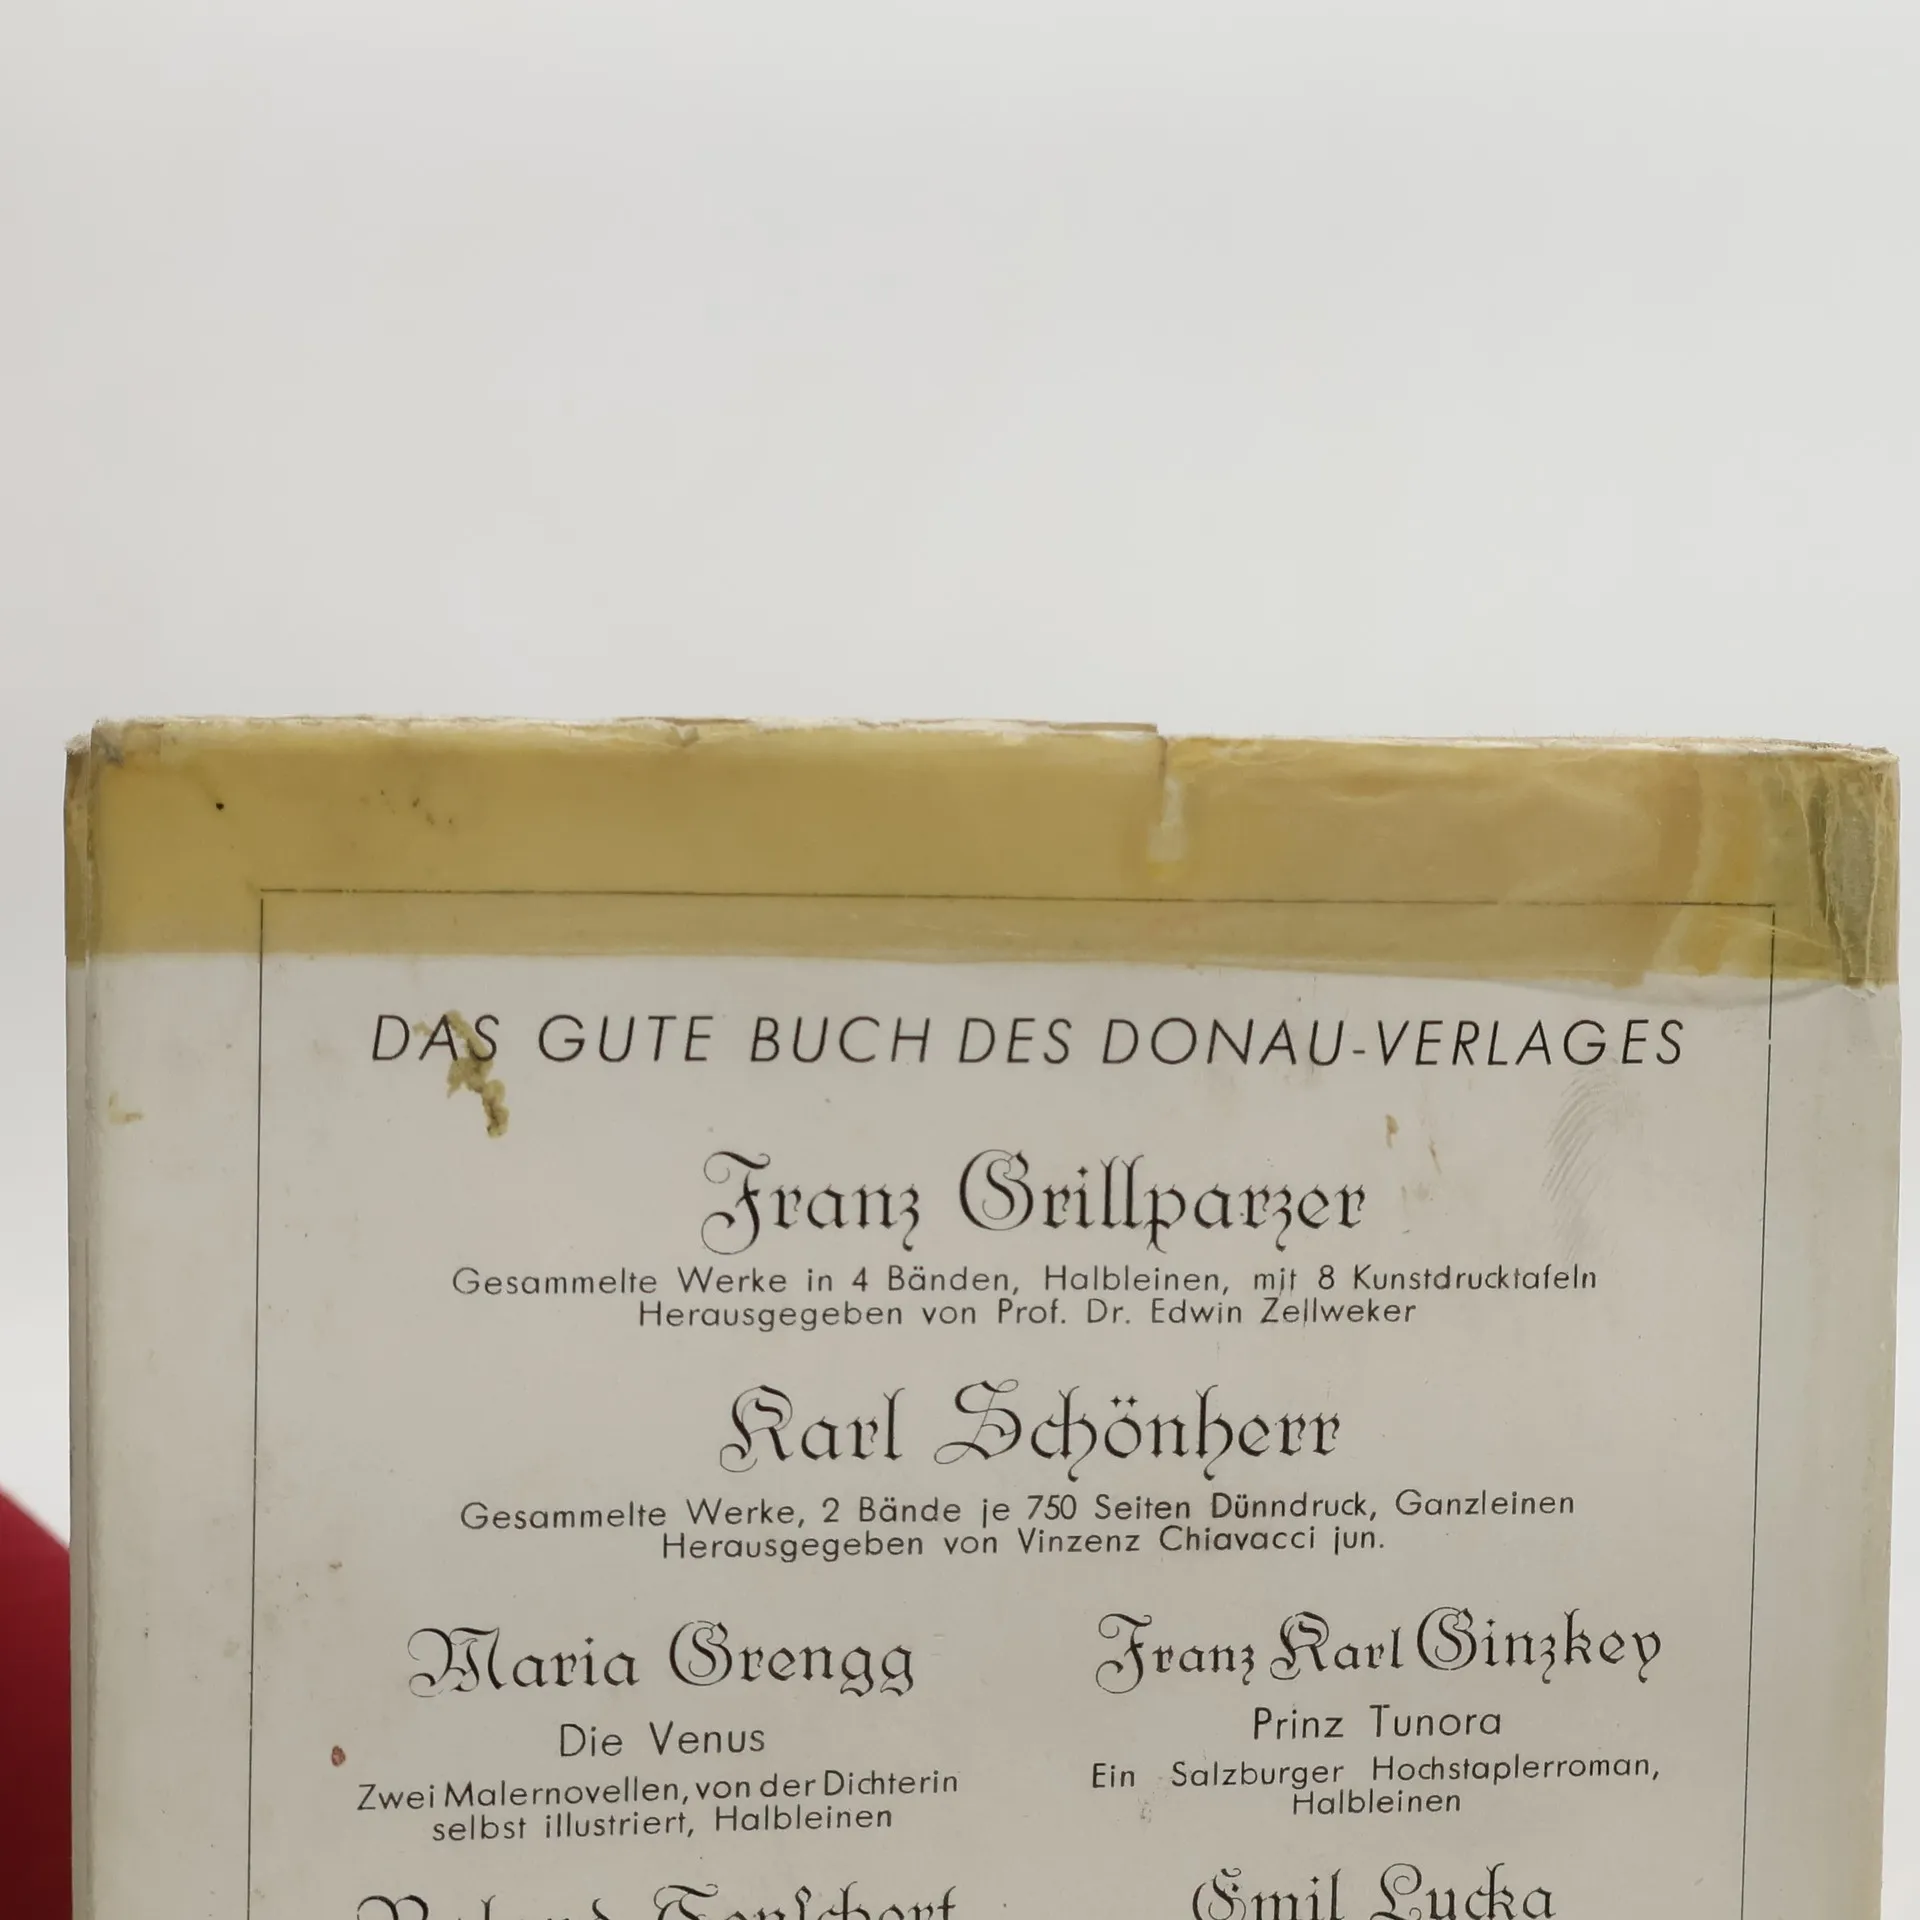 DAS GUTE BUCH DES DONAU-VERLAGES
Franz Grillparzer
Gesammelte Werke in 4 Bänden, Halbleinen, mit 8 Kunstdrucktafeln
Herausgegeben von Prof. Dr. Edwin Zellweker
Karl Schönherr
Gesammelte Werke, 2 Bände je 750 Seiten Dünndruck, Ganzleinen
Herausgegeben von Vinzenz Chiavacci jun.
Maria Grengg
Die Venus
Zwei Malernovellen, von der Dichterin
selbst illustriert, Halbleinen
Franz Karl Ginzkey
Prinz Tunora
Ein Salzburger Hochstaplerroman,
Halbleinen
Emil Lucka